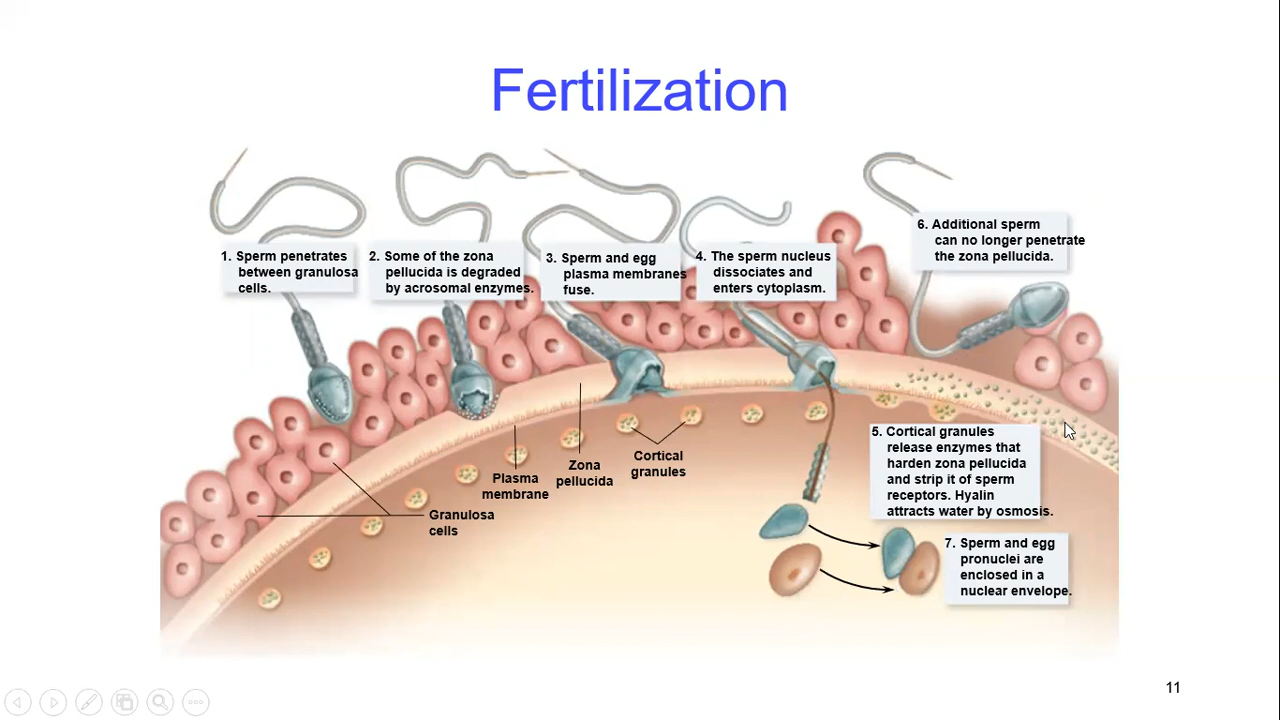 Fertilization
1. Sperm penetrates
between granulosa
cells.
2. Some of the zona
pellucida is degraded
by acrosomal enzymes.
3. Sperm and egg
plasma membranes
fuse.
4. The sperm nucleus
dissociates and
enters cytoplasm.
6. Additional sperm
can no longer penetrate
the zona pellucida.
5. Cortical granules
release enzymes that
harden zona pellucida
and strip it of sperm
receptors. Hyalin
attracts water by osmosis.
Cortical
granules
Zona
pellucida
Plasma
membrane
Granulosa
cells
7. Sperm and egg
pronuclei are
enclosed in a
nuclear envelope.
11